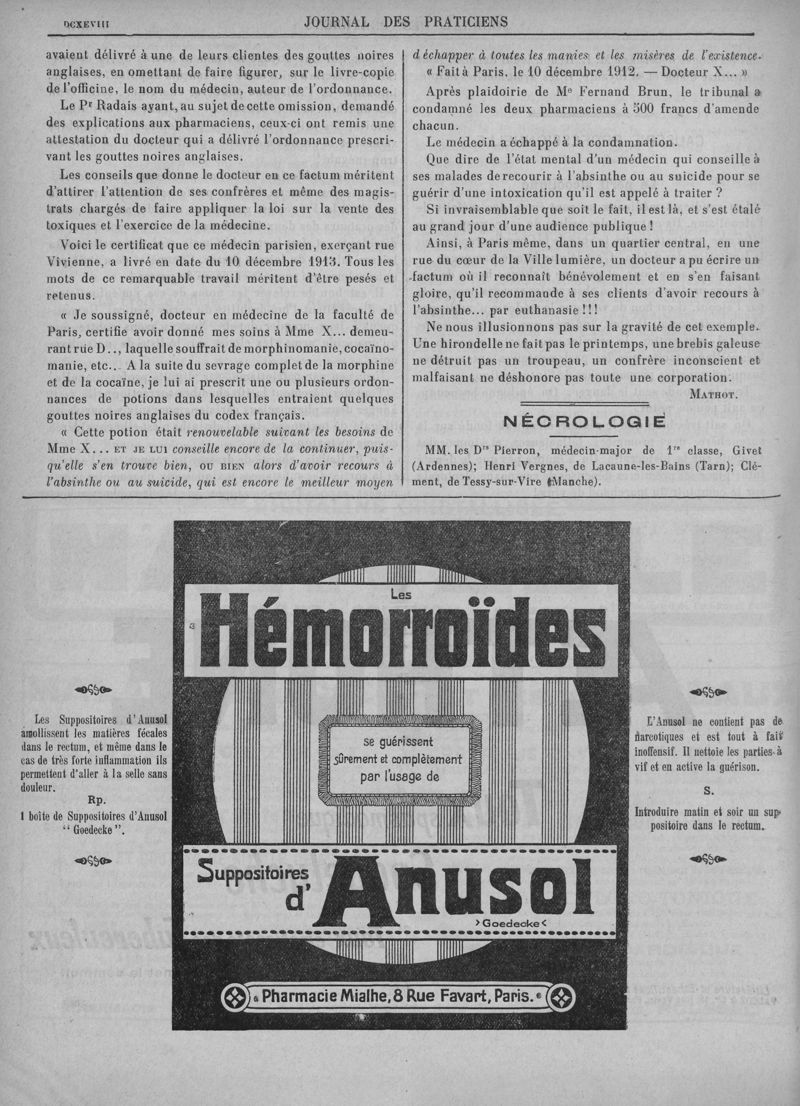 DCXEVIII
JOURNAL DES PRATICIENS
avaient délivré à une de leurs clientes des gouttes noires
anglaises, en omettant de faire figurer, sur le livre-copie
de l'officine, le nom du médecin, auteur de l'ordonnance.
Le Pr Radais ayant, au sujet de cette omission, demandé
des explications aux pharmaciens, ceux-ci ont remis une
attestation du docteur qui a délivré l'ordonnance prescri-
vant les gouttes noires anglaises.
Les conseils que donne le docteur en ce factum méritent
d'attirer l'attention de ses confrères et même des magis-
trats chargés de faire appliquer la loi sur la vente des
toxiques et l'exercice de la médecine.
Voici le certificat que ce médecin parisien, exerçant rue
Vivienne, a livré en date du 10 décembre 1913. Tous les
mots de ce remarquable travail méritent d'être pesés et
retenus.
« Je soussigné, docteur en médecine de la faculté de
Paris, certifie avoir donné mes soins à Mme X... demeu-
rant rue D.., laquelle souffrait de morphinomanie, cocaïno-
manie, etc... A la suite du sevrage complet de la morphine
et de la cocaïne, je lui ai prescrit une ou plusieurs ordon-
nances de potions dans lesquelles entraient quelques
gouttes noires anglaises du codex français.
« Cette potion était renouvelable suivant les besoins de
Mme X... ET JE LUI conseille encore de la continuer, puis-
qu'elle s'en trouve bien, OU BIEN alors d'avoir recours à
l'absinthe ou au suicide, qui est encore le meilleur moyen
d'échapper à toutes les manies et les misères de l'existence.
« Fait à Paris, le 10 décembre 1912. — Docteur X... »
Après plaidoirie de Me Fernand Brun, le tribunal a
condamné les deux pharmaciens à 500 francs d'amende
chacun.
Le médecin a échappé à la condamnation.
Que dire de l'état mental d'un médecin qui conseille à
ses malades de recourir à l'absinthe ou au suicide pour se
guérir d'une intoxication qu'il est appelé à traiter ?
Si invraisemblable que soit le fait, il est là, et s'est étalé
au grand jour d'une audience publique !
Ainsi, à Paris même, dans un quartier central, en une
rue du cœur de la Ville lumière, un docteur a pu écrire un
factum où il reconnaît bénévolement et en s'en faisant
gloire, qu'il recommande à ses clients d'avoir recours à
l'absinthe... par euthanasie !!!
Ne nous illusionnons pas sur la gravité de cet exemple.
Une hirondelle ne fait pas le printemps, une brebis galeuse
ne détruit pas un troupeau, un confrère inconscient et
malfaisant ne déshonore pas toute une corporation.
MATHOT.
NÉCROLOGIE
MM. les Drs Pierron, médecin-major de 1re classe, Givet
(Ardennes); Henri Vergnes, de Lacaune-les-Bains (Tarn); Clé-
ment, de Tessy-sur-Vire (Manche).
Les Suppositoires d'Anusol
amollissent les matières fécales
dans le rectum, et même dans le
cas de très forte inflammation ils
permettent d'aller à la selle sans
douleur.
Rp.
1 boîte de Suppositoires d'Anusol
“ Goedecke ”.
Les
Hémorroïdes
se guérissent
sûrement et complètement
par l'usage de
Suppositoires
d'Anusol
>Goedecke<
Pharmacie Mialhe, 8 Rue Favart, Paris.
L'Anusol ne contient pas de
narcotiques et est tout à fait
inoffensif. Il nettoie les parties à
vif et en active la guérison.
S.
Introduire matin et soir un sup-
positoire dans le rectum.